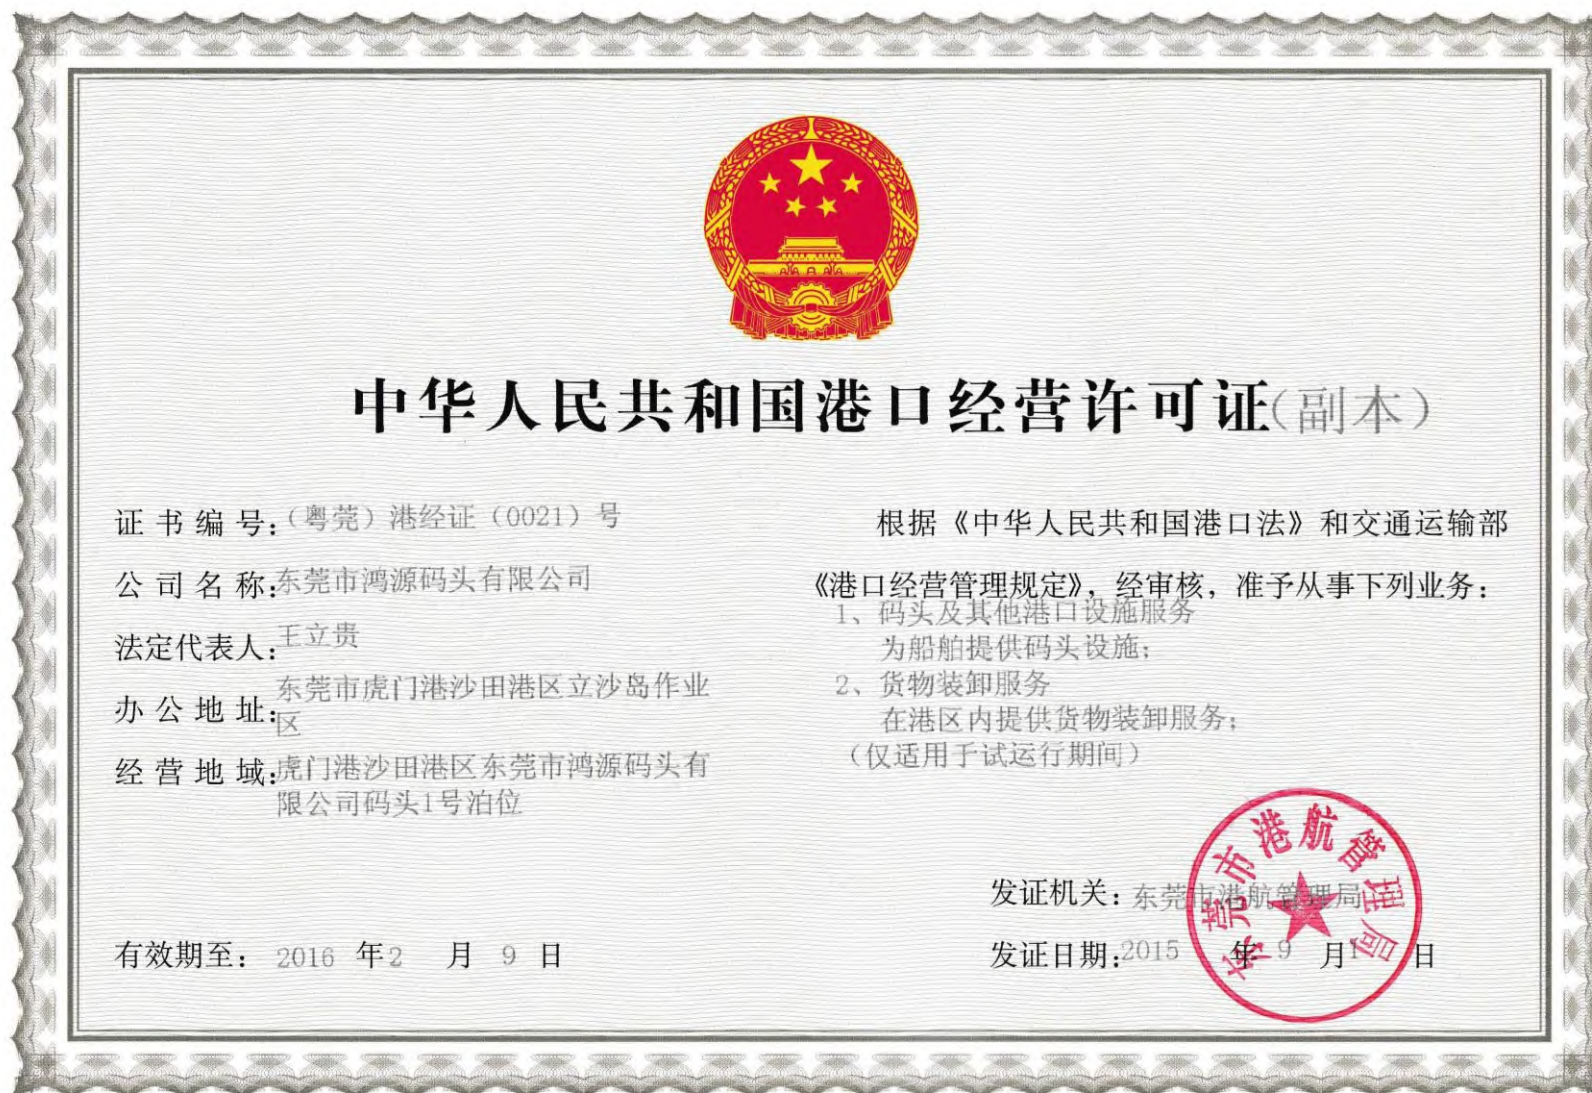 中华人民共和国港口经营许可证（副本）
证书编号：（粤莞）港经证（0021）号
公司名称：东莞市鸿源码头有限公司
法定代表人：王立贵
办公地址：东莞市虎门港沙田港区立沙岛作业
区
经营地域：虎门港沙田港区东莞市鸿源码头有
限公司码头1号泊位
有效期至：2016年2月9日
根据《中华人民共和国港口法》和交通运输部
《港口经营管理规定》，经审核，准予从事下列业务：
1、码头及其他港口设施服务
为船舶提供码头设施；
2、货物装卸服务
在港区内提供货物装卸服务；
（仅适用于试运行期间）
发证机关：东莞市港航管理局
发证日期：2015年9月 日
东莞市港航管理局